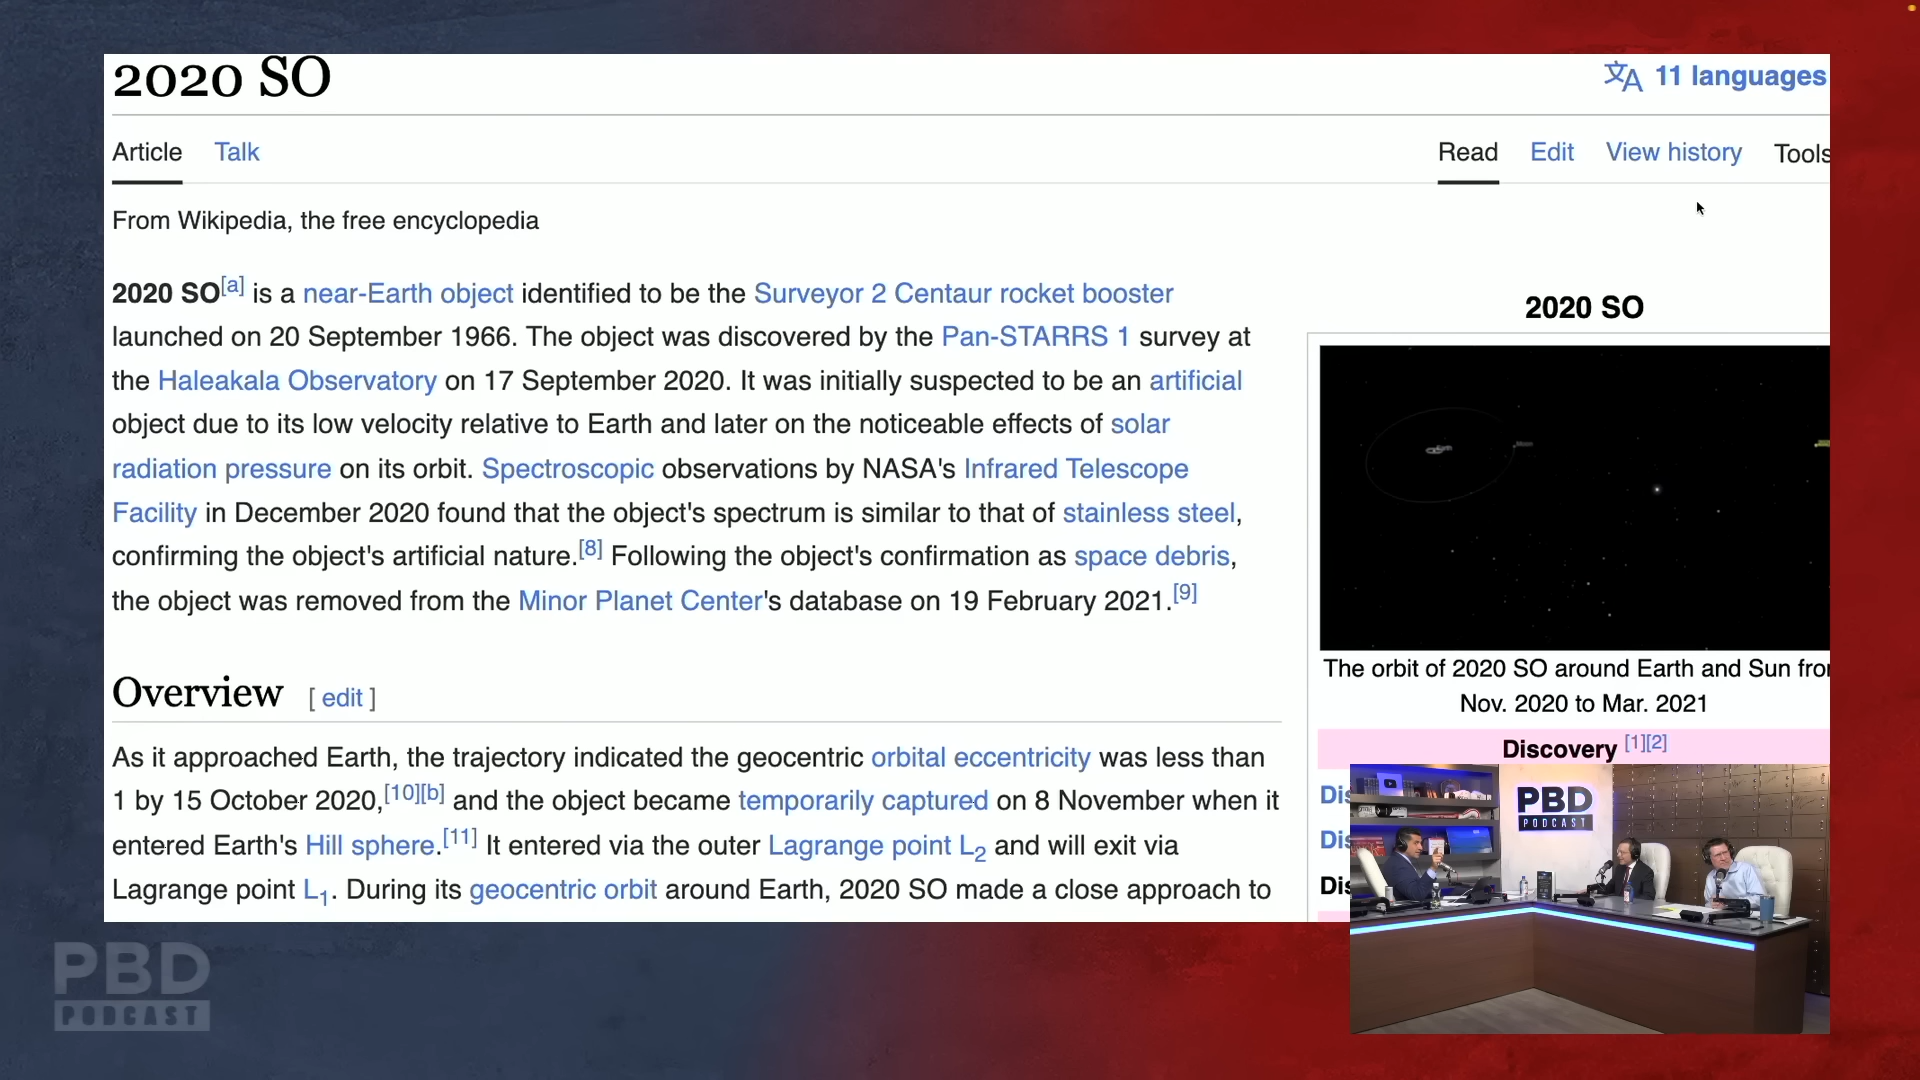 2020 SO
文A 11 languages
Article Talk
Read Edit View history Tools
From Wikipedia, the free encyclopedia
2020 SO[a] is a near-Earth object identified to be the Surveyor 2 Centaur rocket booster
launched on 20 September 1966. The object was discovered by the Pan-STARRS 1 survey at
the Haleakala Observatory on 17 September 2020. It was initially suspected to be an artificial
object due to its low velocity relative to Earth and later on the noticeable effects of solar
radiation pressure on its orbit. Spectroscopic observations by NASA's Infrared Telescope
Facility in December 2020 found that the object's spectrum is similar to that of stainless steel,
confirming the object's artificial nature.[8] Following the object's confirmation as space debris,
the object was removed from the Minor Planet Center's database on 19 February 2021.[9]
Overview [ edit ]
As it approached Earth, the trajectory indicated the geocentric orbital eccentricity was less than
1 by 15 October 2020,[10][b] and the object became temporarily captured on 8 November when it
entered Earth's Hill sphere.[11] It entered via the outer Lagrange point L2 and will exit via
Lagrange point L1. During its geocentric orbit around Earth, 2020 SO made a close approach to
2020 SO
The orbit of 2020 SO around Earth and Sun from
Nov. 2020 to Mar. 2021
Discovery [1][2]
Dis
Dis
Dis
PBD
PODCAST
PBD
PODCAST